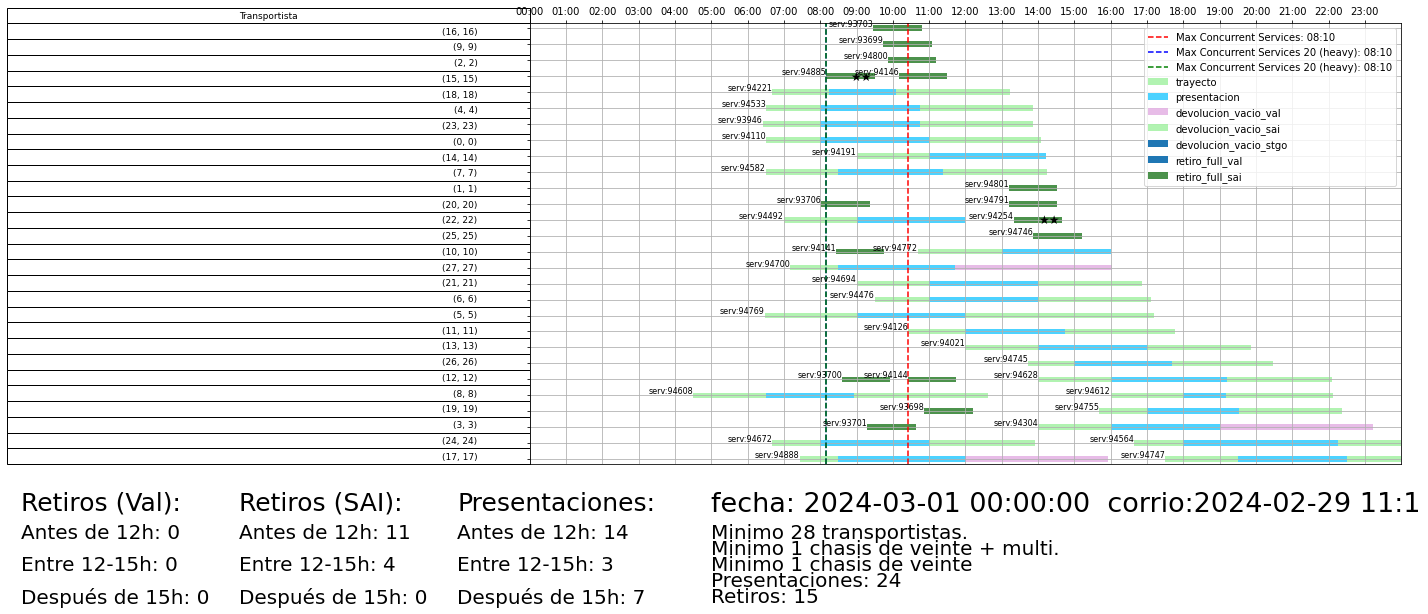 Transportista
00:00 01:00 02:00 03:00 04:00 05:00 06:00 07:00 08:00 09:00 10:00 11:00 12:00 13:00 14:00 15:00 16:00 17:00 18:00 19:00 20:00 21:00 22:00 23:00
(16, 16) serv:93703
(9, 9) serv:93699
(2, 2) serv:94800
(15, 15) serv:94885 serv:94146
(18, 18) serv:94221
(4, 4) serv:94533
(23, 23) serv:93946
(0, 0) serv:94110
(14, 14) serv:94191
(7, 7) serv:94582
(1, 1) serv:94801
(20, 20) serv:93706 serv:94791
(22, 22) serv:94492 serv:94254
(25, 25) serv:94746
(10, 10) serv:94141 serv:94772
(27, 27) serv:94700
(21, 21) serv:94694
(6, 6) serv:94476
(5, 5) serv:94769
(11, 11) serv:94126
(13, 13) serv:94021
(26, 26) serv:94745
(12, 12) serv:93700 serv:94144 serv:94628
(8, 8) serv:94608 serv:94612
(19, 19) serv:93698 serv:94755
(3, 3) serv:93701 serv:94304
(24, 24) serv:94672 serv:94564
(17, 17) serv:94888 serv:94747
Max Concurrent Services: 08:10
Max Concurrent Services 20 (heavy): 08:10
Max Concurrent Services 20 (heavy): 08:10
trayecto
presentacion
devolucion_vacio_val
devolucion_vacio_sai
devolucion_vacio_stgo
retiro_full_val
retiro_full_sai
Retiros (Val):
Antes de 12h: 0
Entre 12-15h: 0
Después de 15h: 0
Retiros (SAI):
Antes de 12h: 11
Entre 12-15h: 4
Después de 15h: 0
Presentaciones:
Antes de 12h: 14
Entre 12-15h: 3
Después de 15h: 7
fecha: 2024-03-01 00:00:00 corrio:2024-02-29 11:1
Minimo 28 transportistas.
Minimo 1 chasis de veinte + multi.
Minimo 1 chasis de veinte
Presentaciones: 24
Retiros: 15